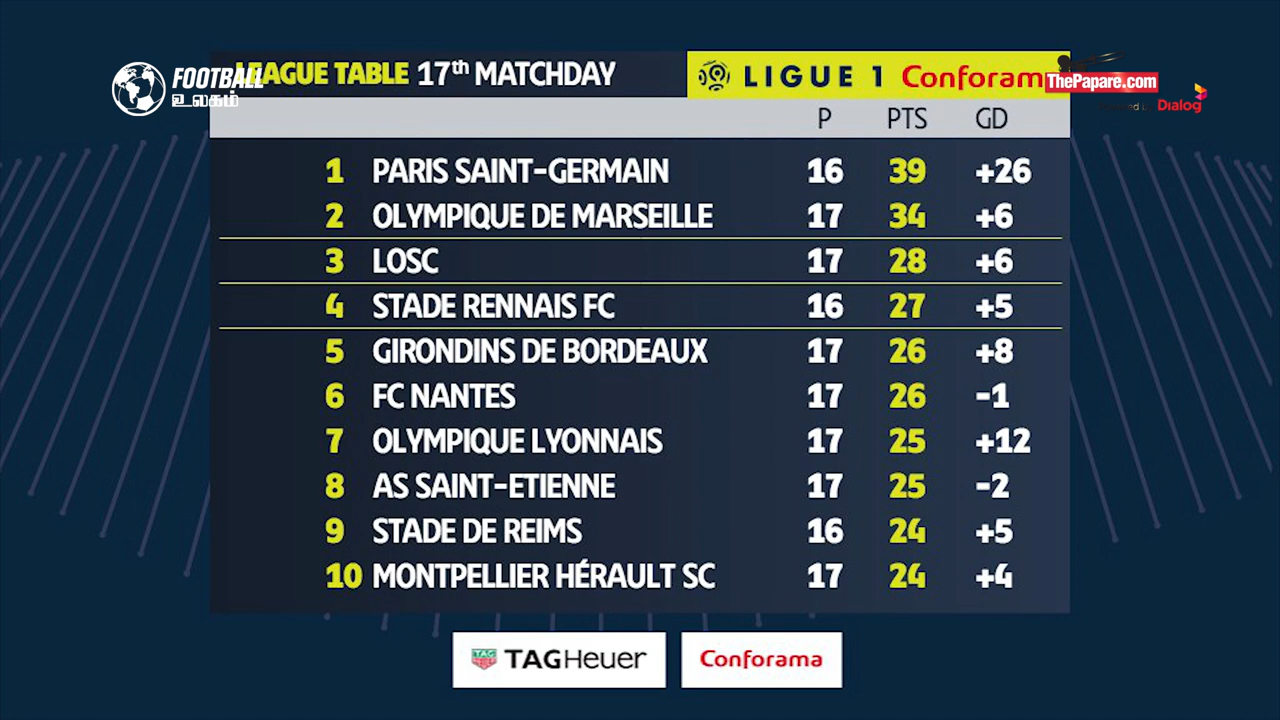 FOOTBALL
உலகம்
LEAGUE TABLE 17th MATCHDAY
LIGUE 1 Conforama
ThePapare.com
Dialog
P PTS GD
1 PARIS SAINT-GERMAIN 16 39 +26
2 OLYMPIQUE DE MARSEILLE 17 34 +6
3 LOSC 17 28 +6
4 STADE RENNAIS FC 16 27 +5
5 GIRONDINS DE BORDEAUX 17 26 +8
6 FC NANTES 17 26 -1
7 OLYMPIQUE LYONNAIS 17 25 +12
8 AS SAINT-ETIENNE 17 25 -2
9 STADE DE REIMS 16 24 +5
10 MONTPELLIER HÉRAULT SC 17 24 +4
TAGHeuer
Conforama